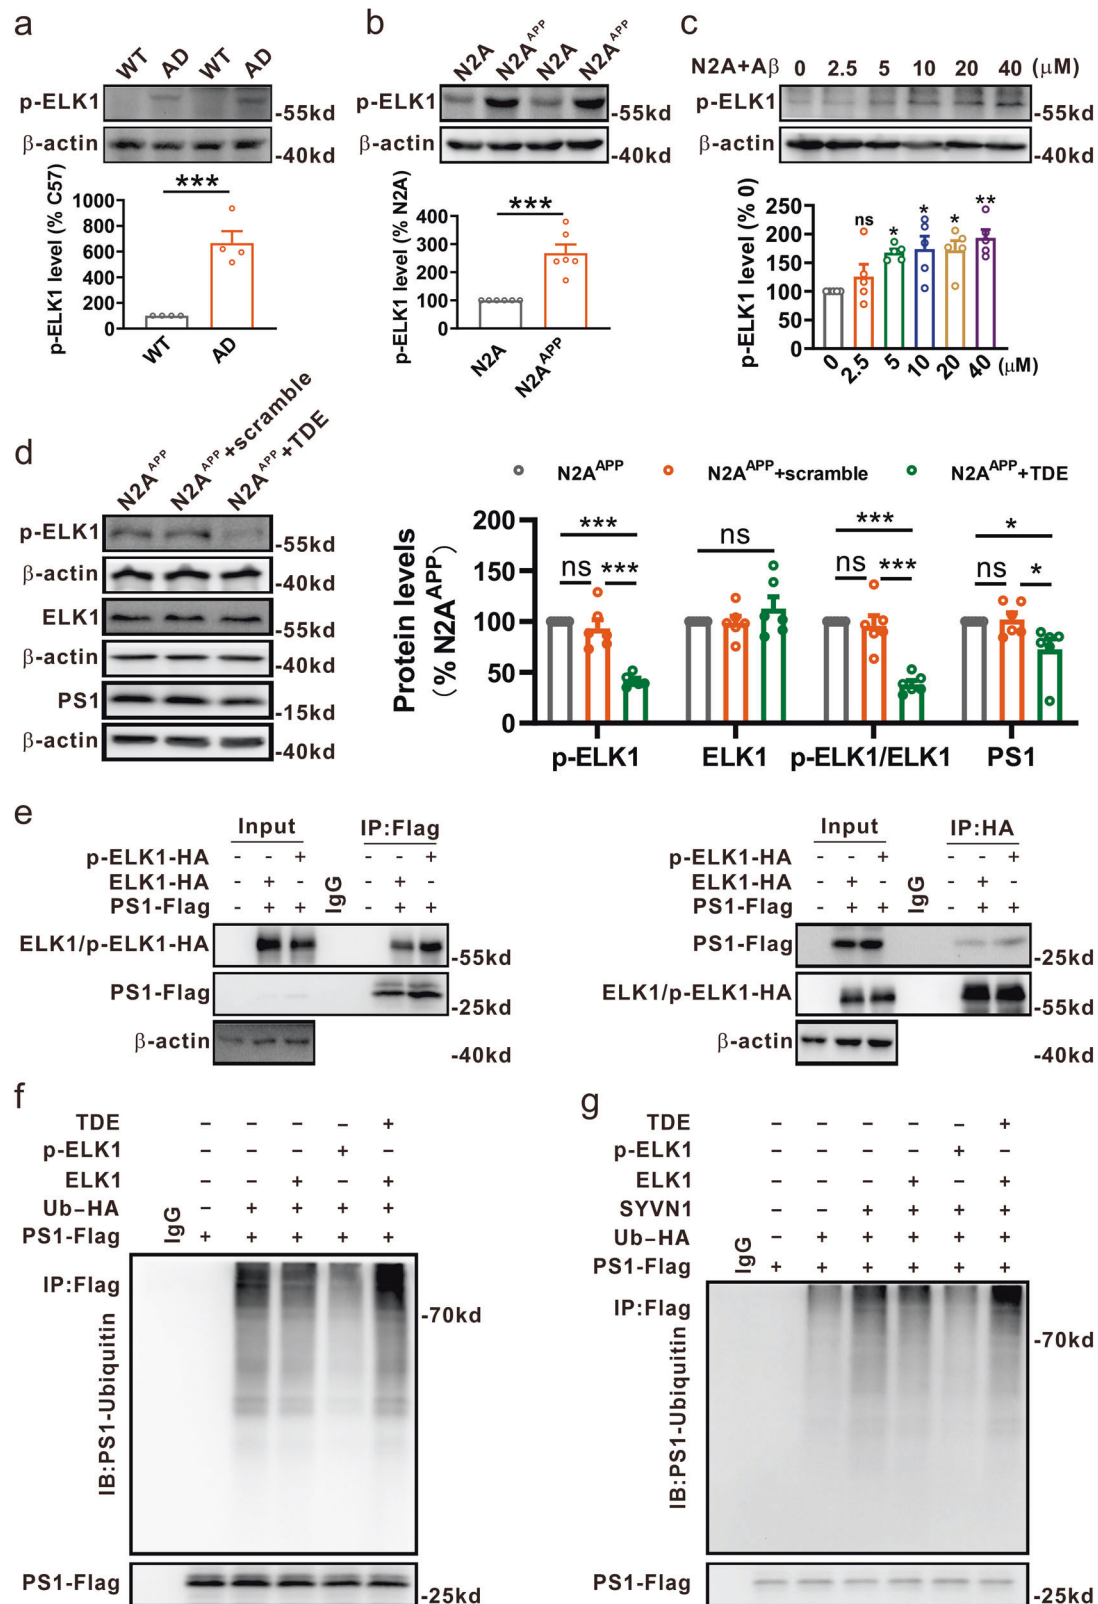 a
WT AD WT AD
p-ELK1
-55kd
β-actin
-40kd
***
p-ELK1 level (% C57)
1000
800
600
400
200
0
WT AD
b
N2A N2A^APP N2A N2A^APP
p-ELK1
-55kd
β-actin
-40kd
***
p-ELK1 level (% N2A)
400
300
200
100
0
N2A N2A^APP
c
N2A+Aβ 0 2.5 5 10 20 40 (μM)
p-ELK1
-55kd
β-actin
-40kd
p-ELK1 level (% 0)
250
200
150
100
50
0
ns * * * **
0 2.5 5 10 20 40 (μM)
d
N2A^APP N2A^APP+scramble N2A^APP+TDE
p-ELK1
-55kd
β-actin
-40kd
ELK1
-55kd
β-actin
-40kd
PS1
-15kd
β-actin
-40kd
N2A^APP N2A^APP+scramble N2A^APP+TDE
Protein levels
(% N2A^APP)
200
150
100
50
0
*** ns *** *
ns *** ns *** ns *
p-ELK1 ELK1 p-ELK1/ELK1 PS1
e
Input IP:Flag
p-ELK1-HA - - + - - +
ELK1-HA - + - - + -
PS1-Flag - + + IgG - + +
ELK1/p-ELK1-HA
-55kd
PS1-Flag
-25kd
β-actin
-40kd
Input IP:HA
p-ELK1-HA - - + - - +
ELK1-HA - + - - + -
PS1-Flag - + + IgG - + +
PS1-Flag
-25kd
ELK1/p-ELK1-HA
-55kd
β-actin
-40kd
f
TDE – – – – +
p-ELK1 – – – + –
ELK1 – – + – +
Ub–HA – + + + +
PS1-Flag IgG + + + + +
IP:Flag
-70kd
IB:PS1-Ubiquitin
PS1-Flag
-25kd
g
TDE – – – – – +
p-ELK1 – – – – + –
ELK1 – – – + – +
SYVN1 – – + + + +
Ub–HA – + + + + +
PS1-Flag IgG + + + + + +
IP:Flag
-70kd
IB:PS1-Ubiquitin
PS1-Flag
-25kd